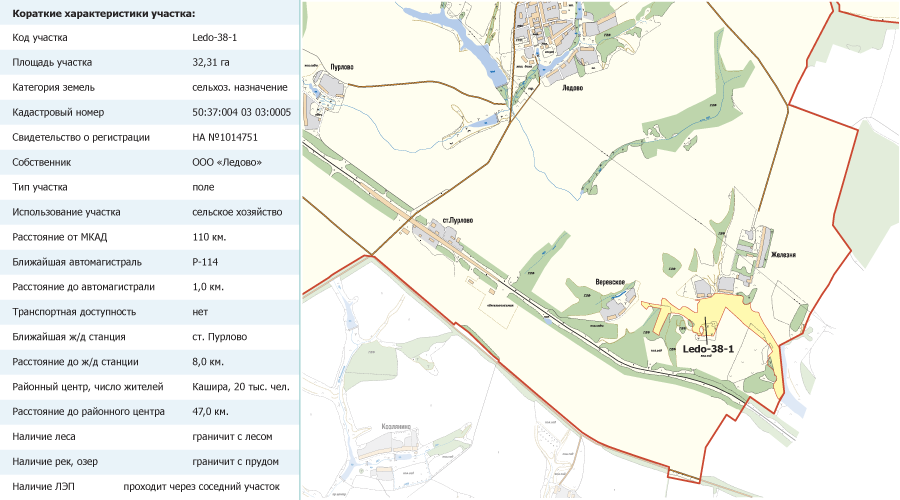 Краткие характеристики участка:
Код участка Ledo-38-1
Площадь участка 32,31 га
Категория земель сельхоз. назначение
Кадастровый номер 50:37:004 03 03:0005
Свидетельство о регистрации НА №1014751
Собственник ООО «Ледово»
Тип участка поле
Использование участка сельское хозяйство
Расстояние от МКАД 110 км.
Ближайшая автомагистраль Р-114
Расстояние до автомагистрали 1,0 км.
Транспортная доступность нет
Ближайшая ж/д станция ст. Пурлово
Расстояние до ж/д станции 8,0 км.
Районный центр, число жителей Кашира, 20 тыс. чел.
Расстояние до районного центра 47,0 км.
Наличие леса граничит с лесом
Наличие рек, озер граничит с прудом
Наличие ЛЭП проходит через соседний участок
Пурлово
Ледово
ст.Пурлово
Железня
Веревское
Ledo-38-1
Козлянино